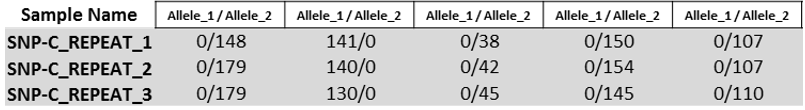 Sample Name Allele_1/Allele_2 Allele_1/Allele_2 Allele_1/Allele_2 Allele_1/Allele_2 Allele_1/Allele_2
SNP-C_REPEAT_1 0/148 141/0 0/38 0/150 0/107
SNP-C_REPEAT_2 0/179 140/0 0/42 0/154 0/107
SNP-C_REPEAT_3 0/179 130/0 0/45 0/145 0/110